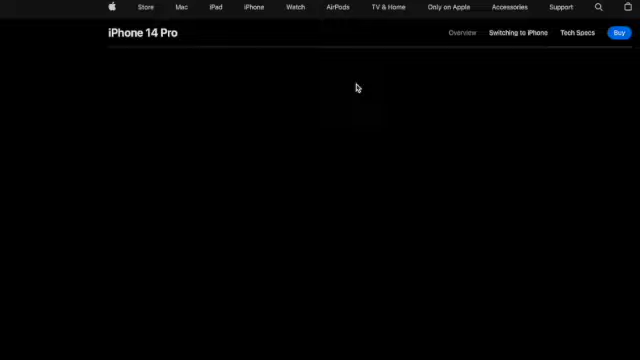 Store Mac iPad iPhone Watch AirPods TV & Home Only on Apple Accessories Support
iPhone 14 Pro Overview Switching to iPhone Tech Specs Buy